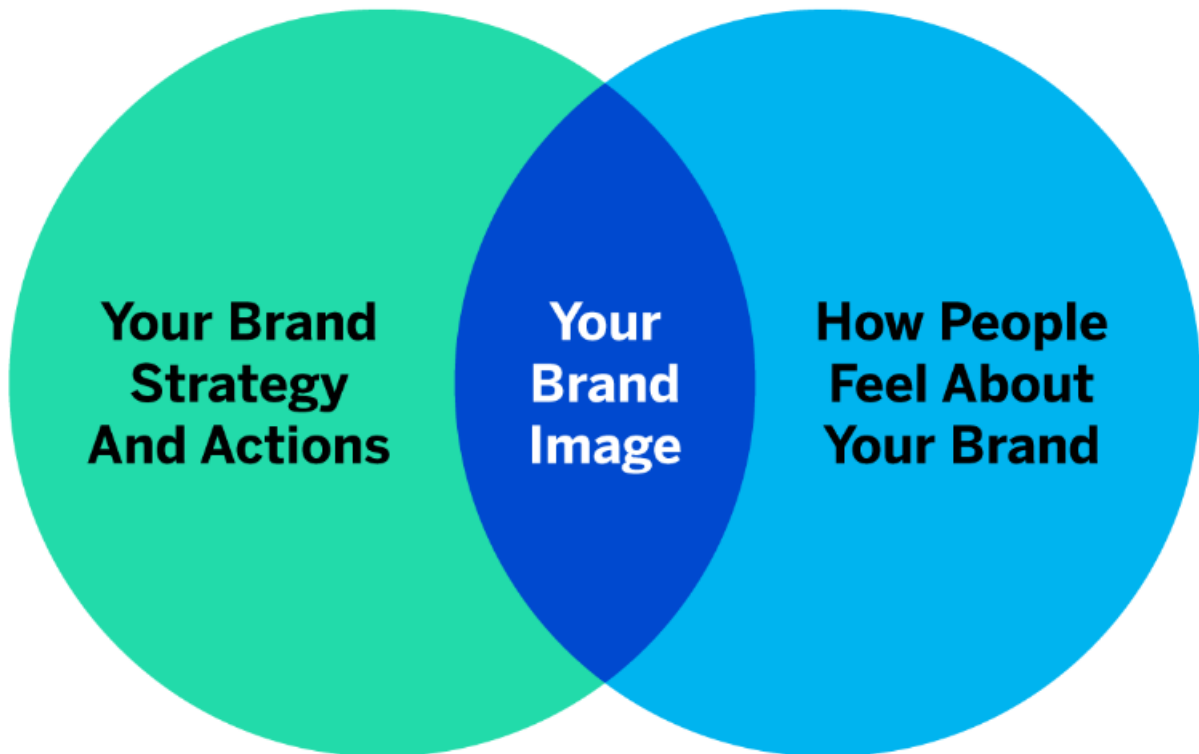 Your Brand
Strategy
And Actions
Your
Brand
Image
How People
Feel About
Your Brand